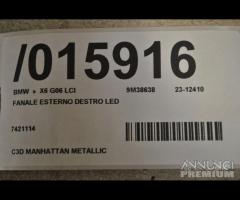 /015916
BMW * X6 G06 LCI 9M38638 23-12410
FANALE ESTERNO DESTRO LED
7421114
C3D MANHATTAN METALLIC
ANNUNCI
PREMIUM